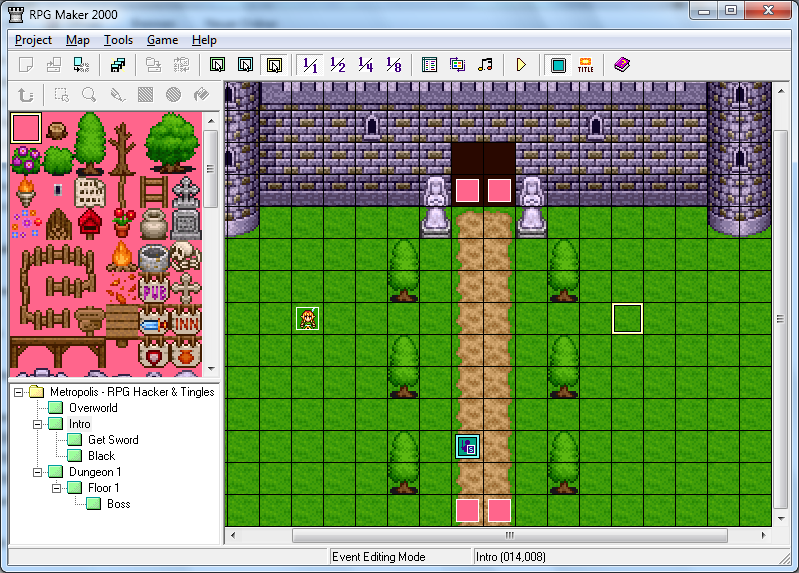 RPG Maker 2000
Project Map Tools Game Help
1/1 1/2 1/4 1/8 TITLE
PUB
INN
Metropolis - RPG Hacker & Tingles
Overworld
Intro
Get Sword
Black
Dungeon 1
Floor 1
Boss
S
Event Editing Mode
Intro (014,008)